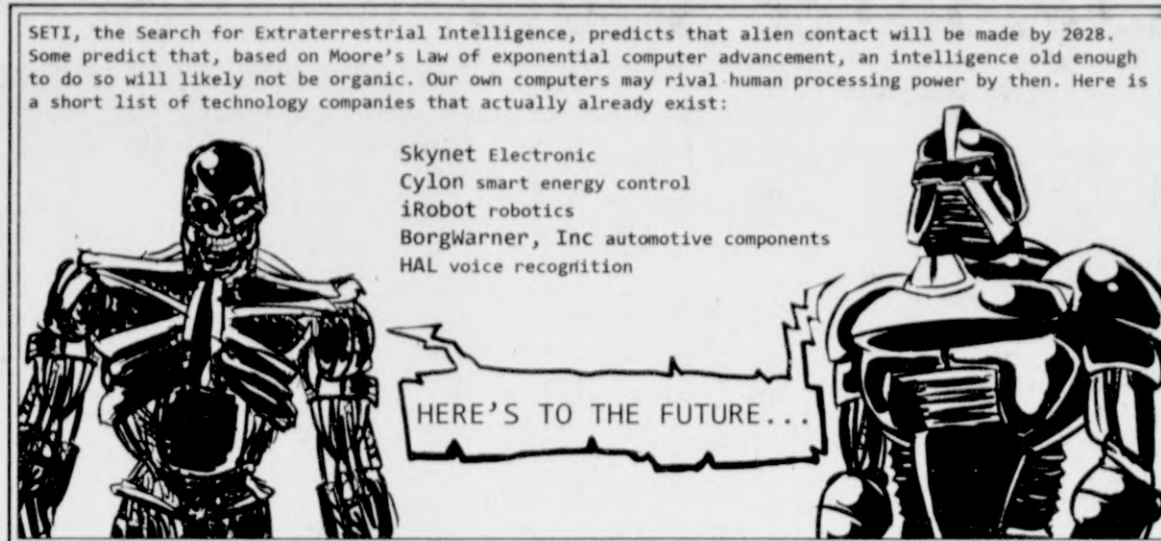 SETI, the Search for Extraterrestrial Intelligence, predicts that alien contact will be made by 2028.
Some predict that, based on Moore's Law of exponential computer advancement, an intelligence old enough
to do so will likely not be organic. Our own computers may rival human processing power by then. Here is
a short list of technology companies that actually already exist:
Skynet Electronic
Cylon smart energy control
iRobot robotics
BorgWarner, Inc automotive components
HAL voice recognition
HERE'S TO THE FUTURE...